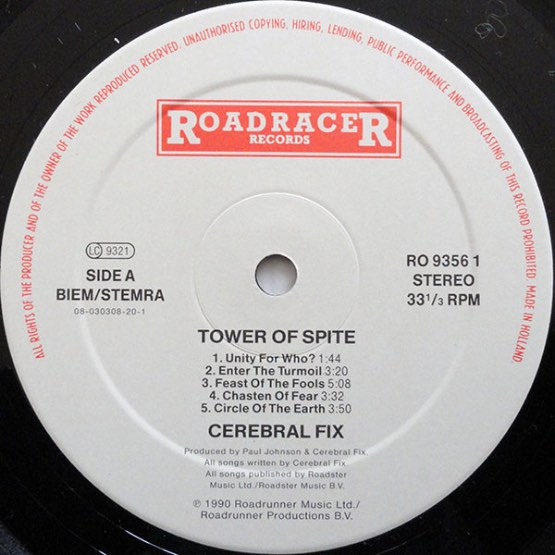 ALL RIGHTS OF THE PRODUCER AND OF THE OWNER OF THE WORK REPRODUCED RESERVED. UNAUTHORISED COPYING, HIRING, LENDING, PUBLIC PERFORMANCE AND BROADCASTING OF THIS RECORD PROHIBITED. MADE IN HOLLAND.
ROADRACER
RECORDS
LC 9321
SIDE A
BIEM/STEMRA
08-030308-20-1
RO 9356 1
STEREO
33 1/3 RPM
TOWER OF SPITE
1. Unity For Who? 1:44
2. Enter The Turmoil 3:20
3. Feast Of The Fools 5:08
4. Chasten Of Fear 3:32
5. Circle Of The Earth 3:50
CEREBRAL FIX
Produced by Paul Johnson & Cerebral Fix.
All songs written by Cerebral Fix.
All songs published by Roadster
Music Ltd./Roadster Music B.V.
℗ 1990 Roadrunner Music Ltd./
Roadrunner Productions B.V.